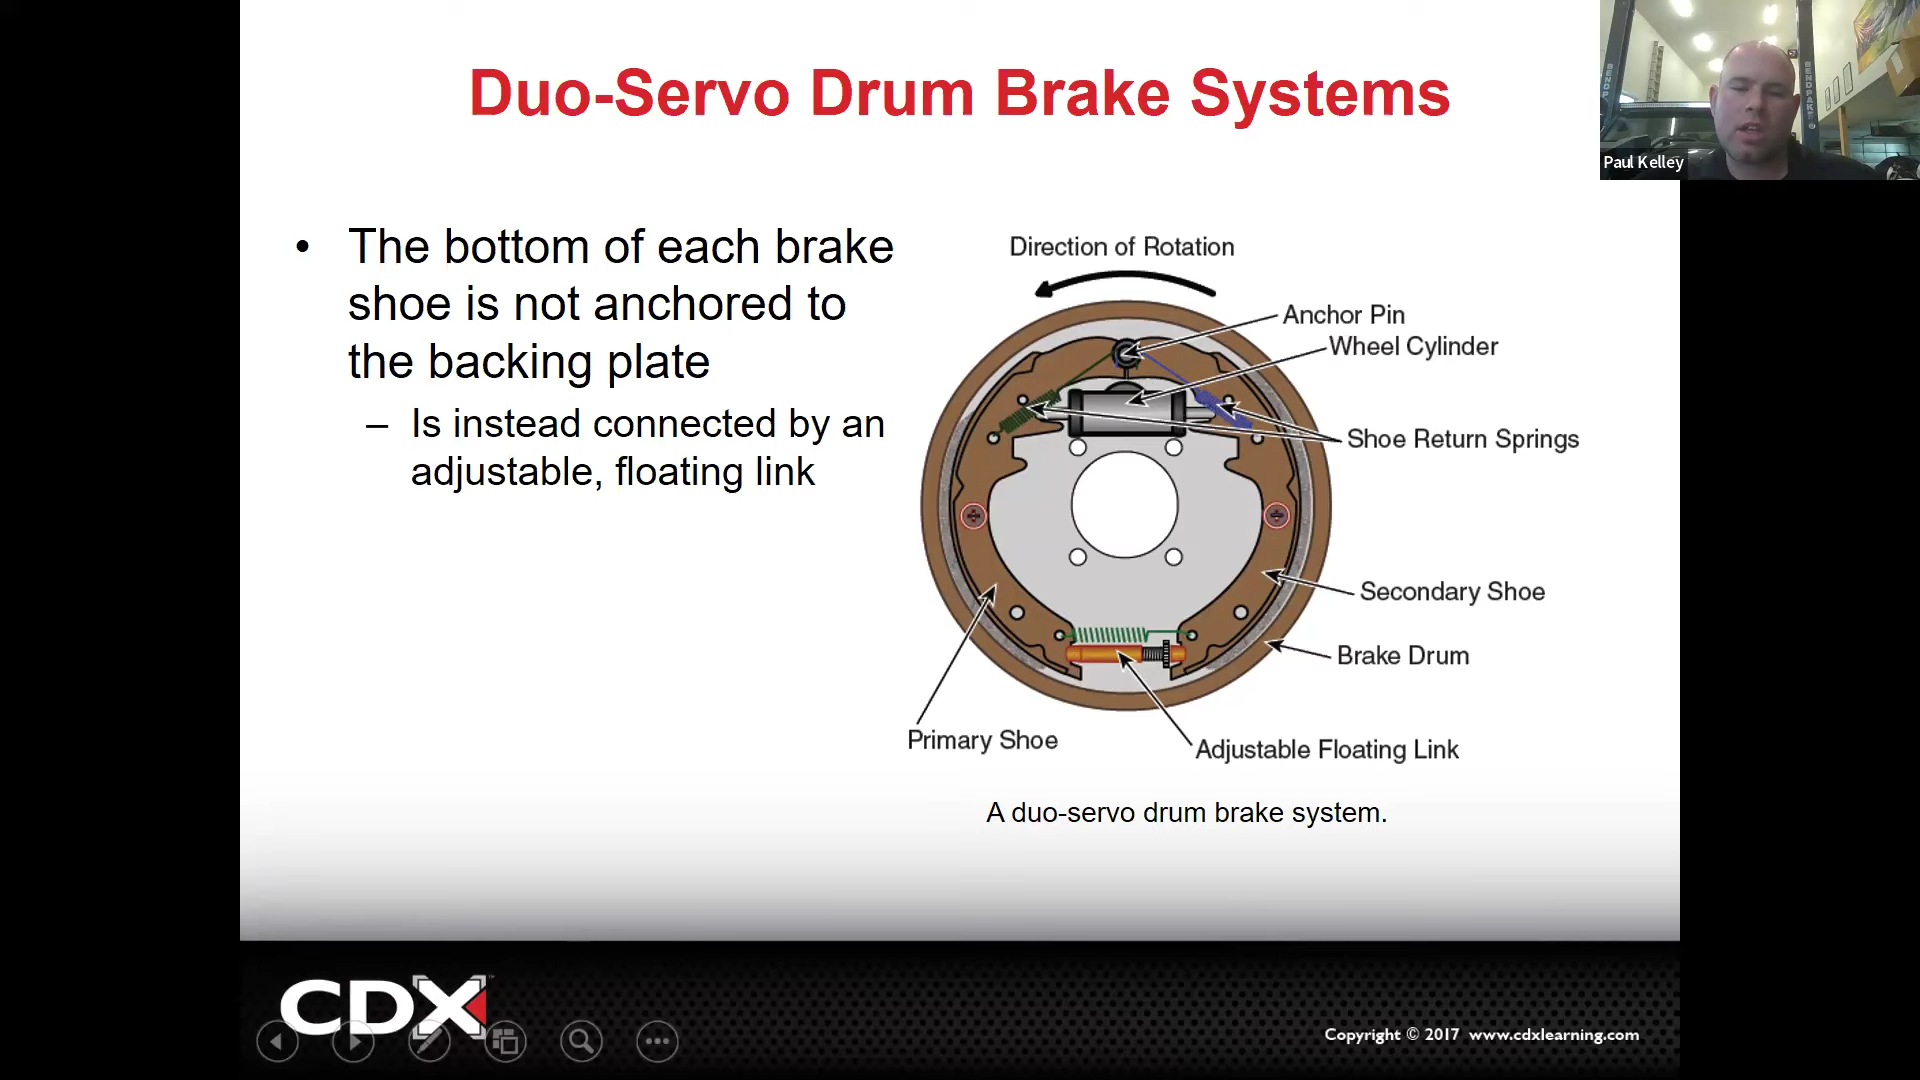 Duo-Servo Drum Brake Systems
BENDPAK
Paul Kelley
• The bottom of each brake
shoe is not anchored to
the backing plate
– Is instead connected by an
adjustable, floating link
Direction of Rotation
Anchor Pin
Wheel Cylinder
Shoe Return Springs
Secondary Shoe
Brake Drum
Primary Shoe
Adjustable Floating Link
A duo-servo drum brake system.
CDX
Copyright © 2017 www.cdxlearning.com